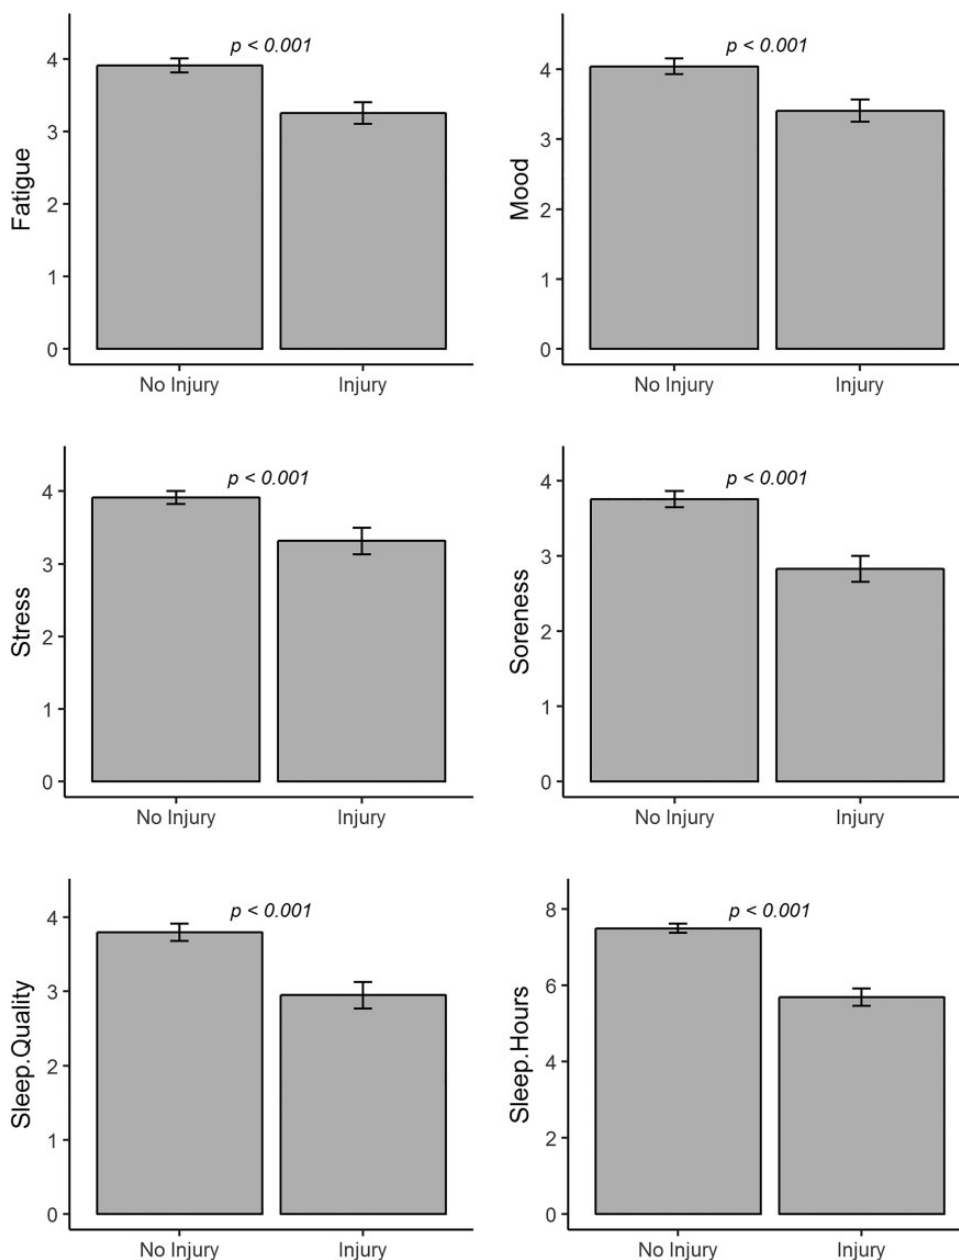 p < 0.001
Fatigue
4
3
2
1
0
No Injury
Injury
p < 0.001
Mood
4
3
2
1
0
No Injury
Injury
p < 0.001
Stress
4
3
2
1
0
No Injury
Injury
p < 0.001
Soreness
4
3
2
1
0
No Injury
Injury
p < 0.001
Sleep.Quality
4
3
2
1
0
No Injury
Injury
p < 0.001
Sleep.Hours
8
6
4
2
0
No Injury
Injury